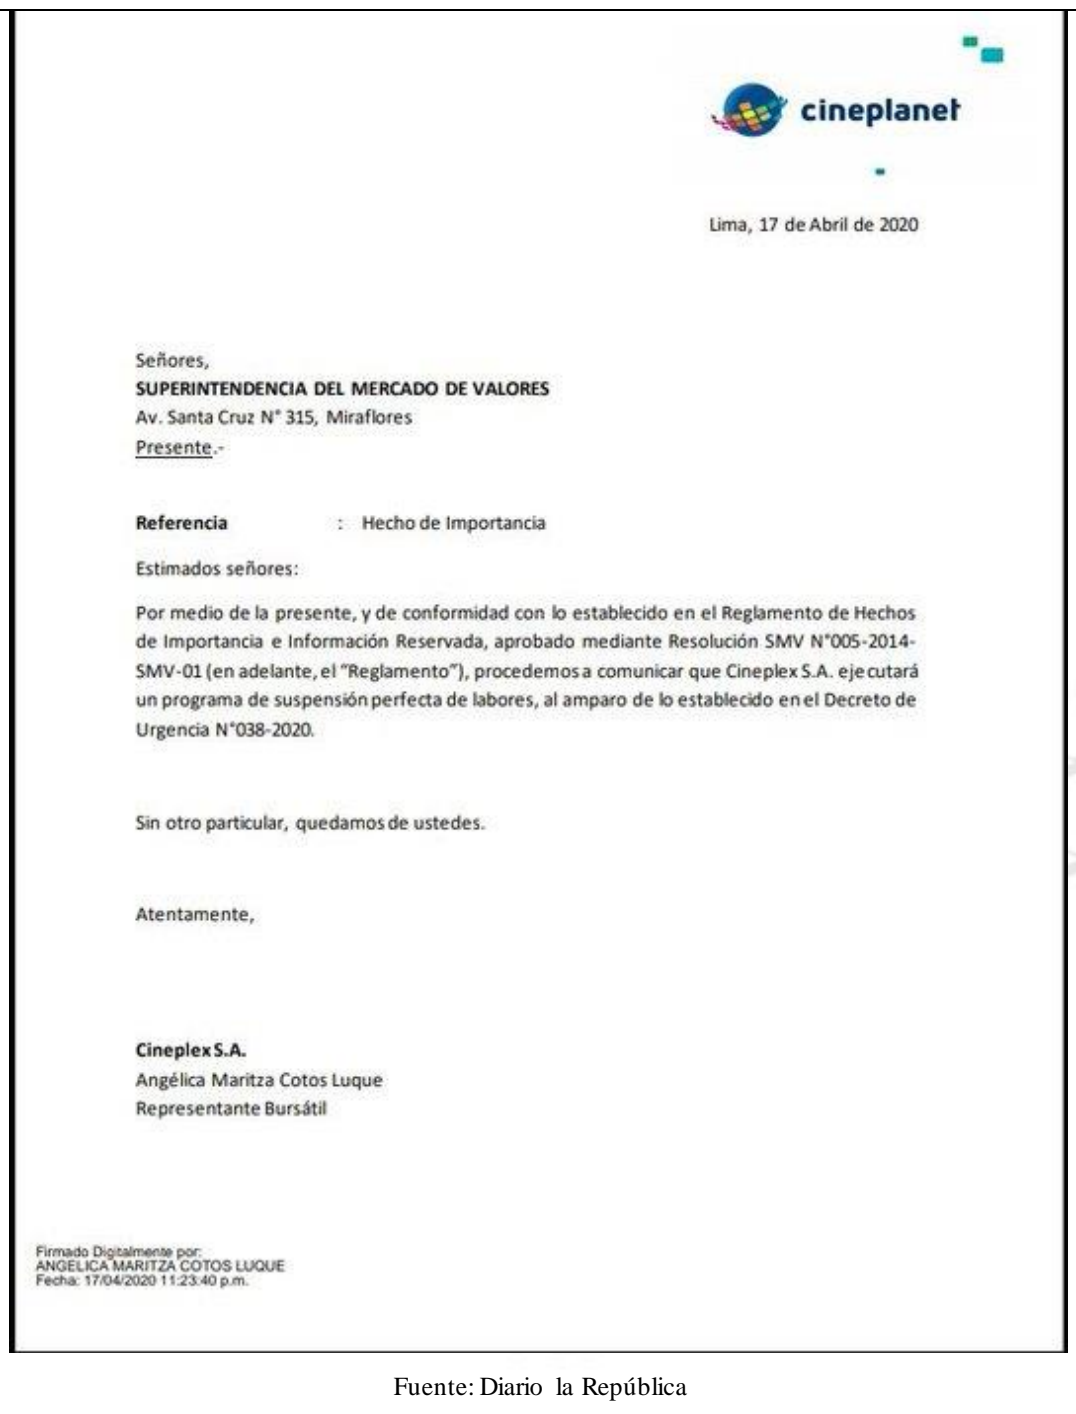 cineplanet
Lima, 17 de Abril de 2020
Señores,
SUPERINTENDENCIA DEL MERCADO DE VALORES
Av. Santa Cruz N° 315, Miraflores
Presente.-
Referencia : Hecho de Importancia
Estimados señores:
Por medio de la presente, y de conformidad con lo establecido en el Reglamento de Hechos
de Importancia e Información Reservada, aprobado mediante Resolución SMV N°005-2014-
SMV-01 (en adelante, el “Reglamento”), procedemos a comunicar que Cineplex S.A. ejecutará
un programa de suspensión perfecta de labores, al amparo de lo establecido en el Decreto de
Urgencia N°038-2020.
Sin otro particular, quedamos de ustedes.
Atentamente,
Cineplex S.A.
Angélica Maritza Cotos Luque
Representante Bursátil
Firmado Digitalmente por:
ANGELICA MARITZA COTOS LUQUE
Fecha: 17/04/2020 11:23:40 p.m.
Fuente: Diario la República